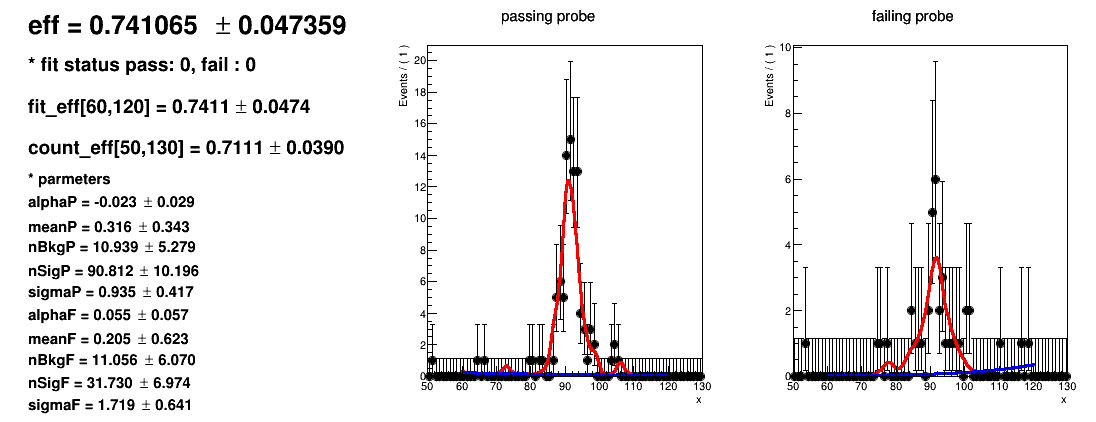 eff = 0.741065 ± 0.047359
* fit status pass: 0, fail : 0
fit_eff[60,120] = 0.7411 ± 0.0474
count_eff[50,130] = 0.7111 ± 0.0390
* parmeters
alphaP = -0.023 ± 0.029
meanP = 0.316 ± 0.343
nBkgP = 10.939 ± 5.279
nSigP = 90.812 ± 10.196
sigmaP = 0.935 ± 0.417
alphaF = 0.055 ± 0.057
meanF = 0.205 ± 0.623
nBkgF = 11.056 ± 6.070
nSigF = 31.730 ± 6.974
sigmaF = 1.719 ± 0.641
passing probe
Events / ( 1 )
20
18
16
14
12
10
8
6
4
2
0
50 60 70 80 90 100 110 120 130
x
failing probe
Events / ( 1 )
10
8
6
4
2
0
50 60 70 80 90 100 110 120 130
x